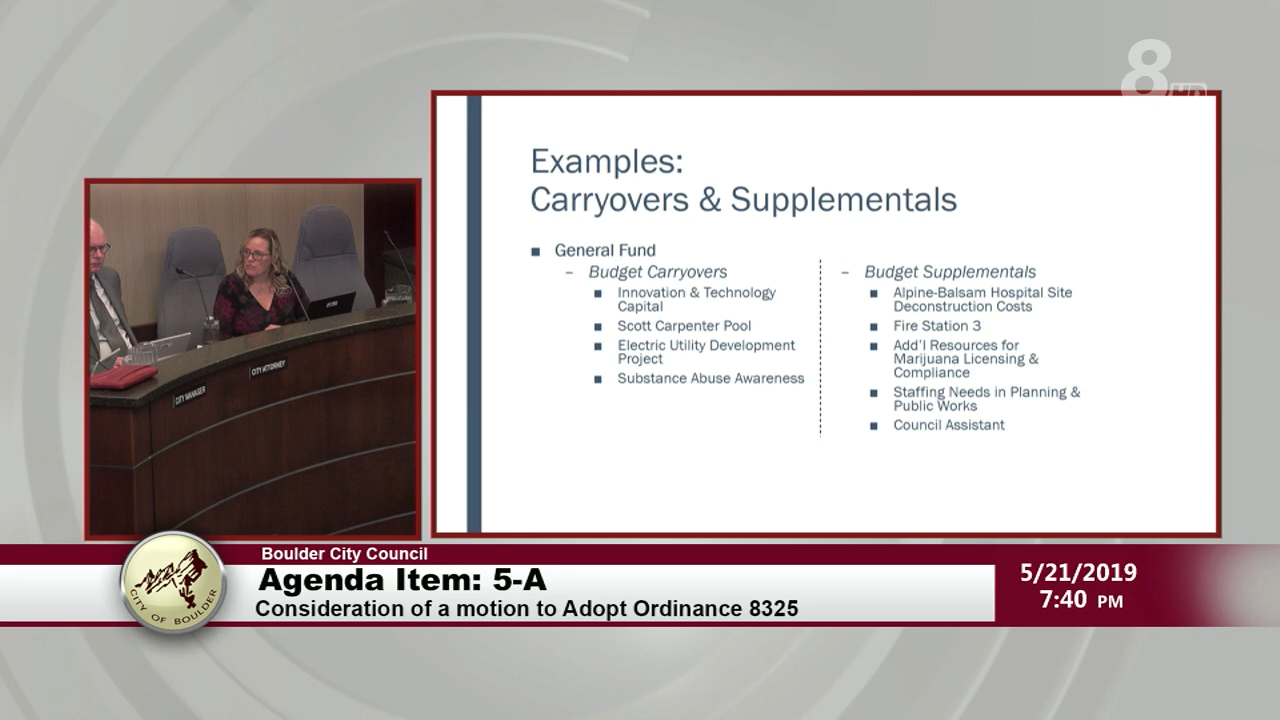 8
HD
Examples:
Carryovers & Supplementals
■ General Fund
– Budget Carryovers
■ Innovation & Technology
Capital
■ Scott Carpenter Pool
■ Electric Utility Development
Project
■ Substance Abuse Awareness
– Budget Supplementals
■ Alpine-Balsam Hospital Site
Deconstruction Costs
■ Fire Station 3
■ Add'l Resources for
Marijuana Licensing &
Compliance
■ Staffing Needs in Planning &
Public Works
■ Council Assistant
CITY MANAGER
CITY ATTORNEY
Boulder City Council
Agenda Item: 5-A
Consideration of a motion to Adopt Ordinance 8325
CITY OF BOULDER
5/21/2019
7:40 PM